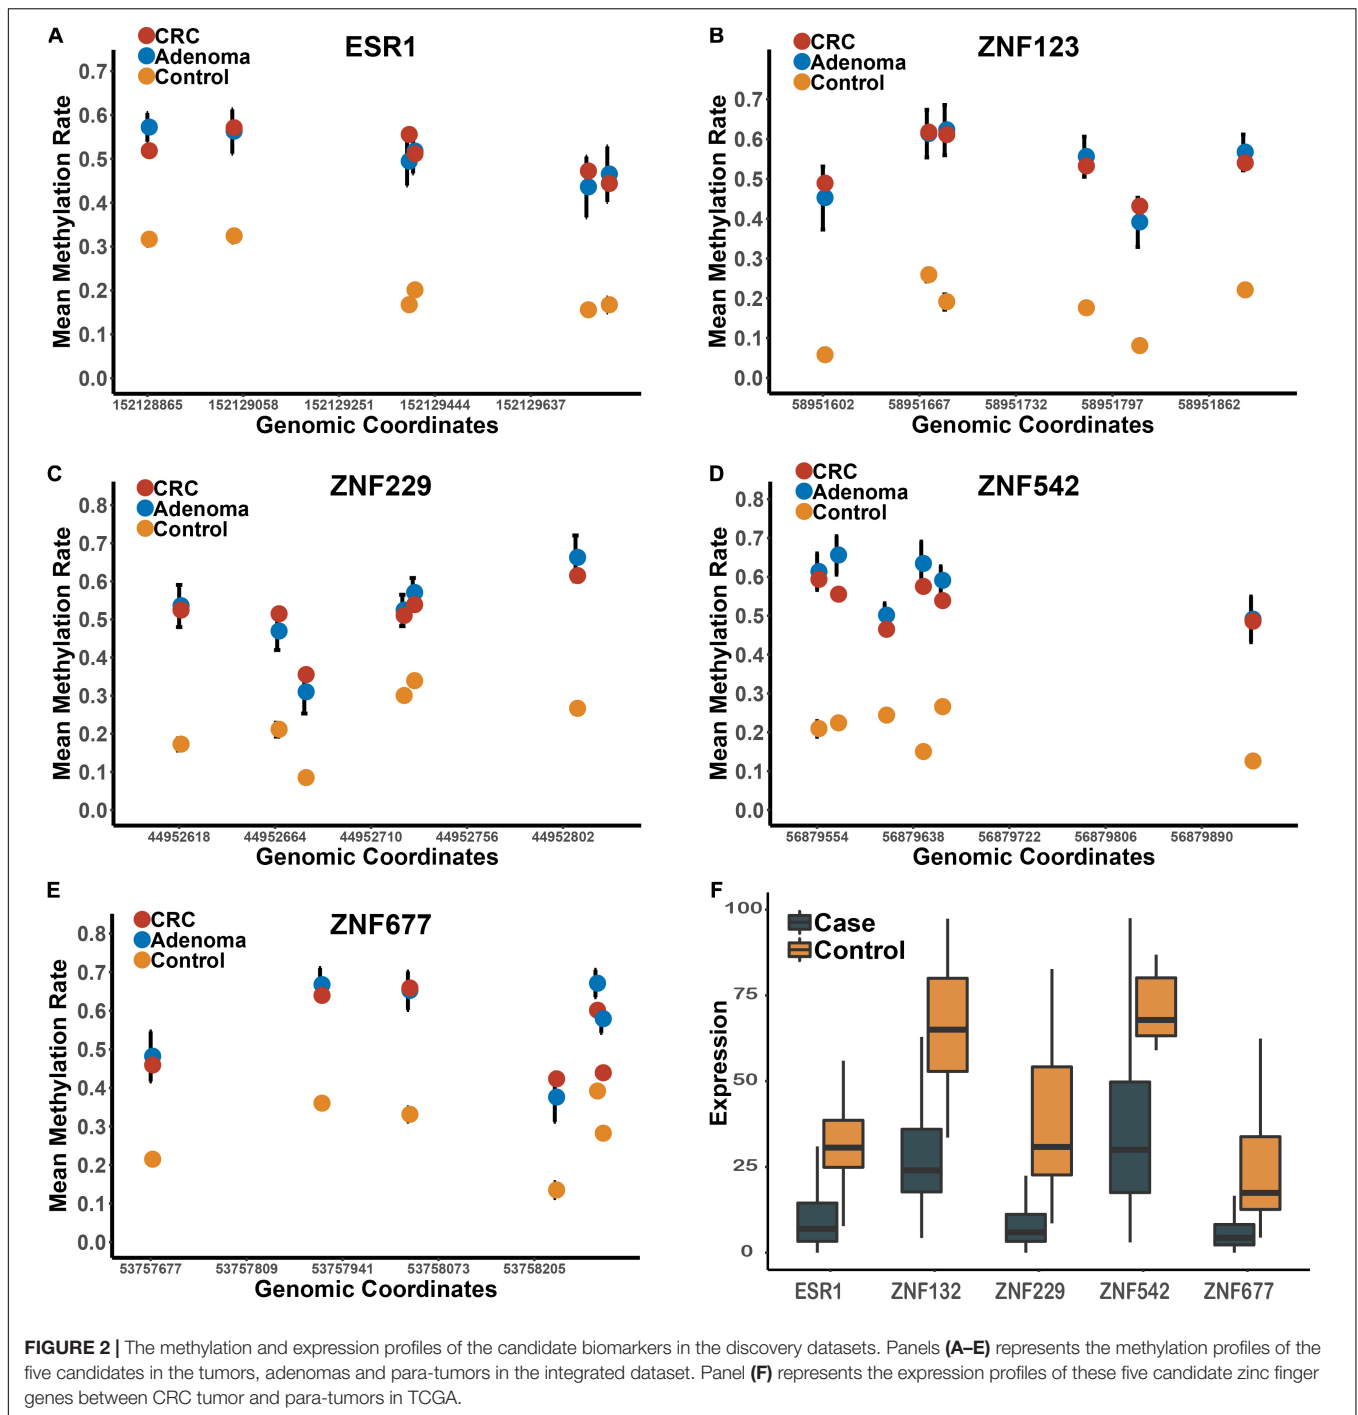 A
ESR1
CRC
Adenoma
Control
Mean Methylation Rate
0.7
0.6
0.5
0.4
0.3
0.2
0.1
0.0
152128865 152129058 152129251 152129444 152129637
Genomic Coordinates
B
ZNF123
CRC
Adenoma
Control
Mean Methylation Rate
0.7
0.6
0.5
0.4
0.3
0.2
0.1
0.0
58951602 58951667 58951732 58951797 58951862
Genomic Coordinates
C
ZNF229
CRC
Adenoma
Control
Mean Methylation Rate
0.8
0.7
0.6
0.5
0.4
0.3
0.2
0.1
0.0
44952618 44952664 44952710 44952756 44952802
Genomic Coordinates
D
ZNF542
CRC
Adenoma
Control
Mean Methylation Rate
0.8
0.7
0.6
0.5
0.4
0.3
0.2
0.1
0.0
56879554 56879638 56879722 56879806 56879890
Genomic Coordinates
E
ZNF677
CRC
Adenoma
Control
Mean Methylation Rate
0.8
0.7
0.6
0.5
0.4
0.3
0.2
0.1
0.0
53757677 53757809 53757941 53758073 53758205
Genomic Coordinates
F
Case
Control
Expression
100
75
50
25
0
ESR1 ZNF132 ZNF229 ZNF542 ZNF677
FIGURE 2 | The methylation and expression profiles of the candidate biomarkers in the discovery datasets. Panels (A–E) represents the methylation profiles of the
five candidates in the tumors, adenomas and para-tumors in the integrated dataset. Panel (F) represents the expression profiles of these five candidate zinc finger
genes between CRC tumor and para-tumors in TCGA.